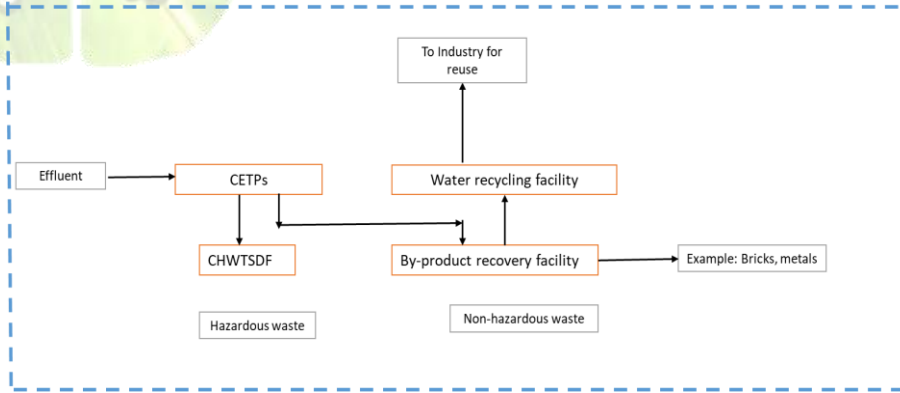 To Industry for
reuse
Effluent
CETPs
Water recycling facility
CHWTSDF
By-product recovery facility
Example: Bricks, metals
Hazardous waste
Non-hazardous waste